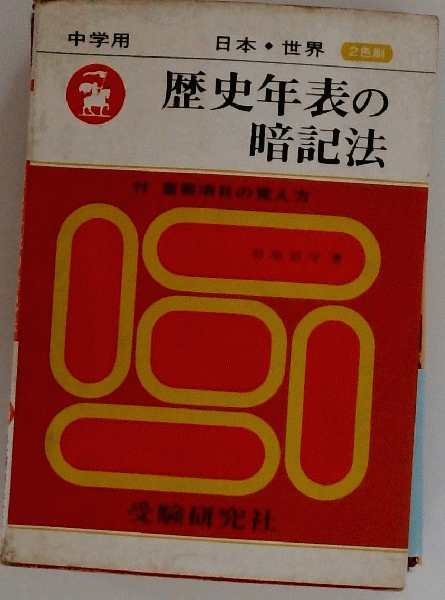 中学用
日本・世界
2色刷
歴史年表の
暗記法
付 重要項目の覚え方
受験研究社